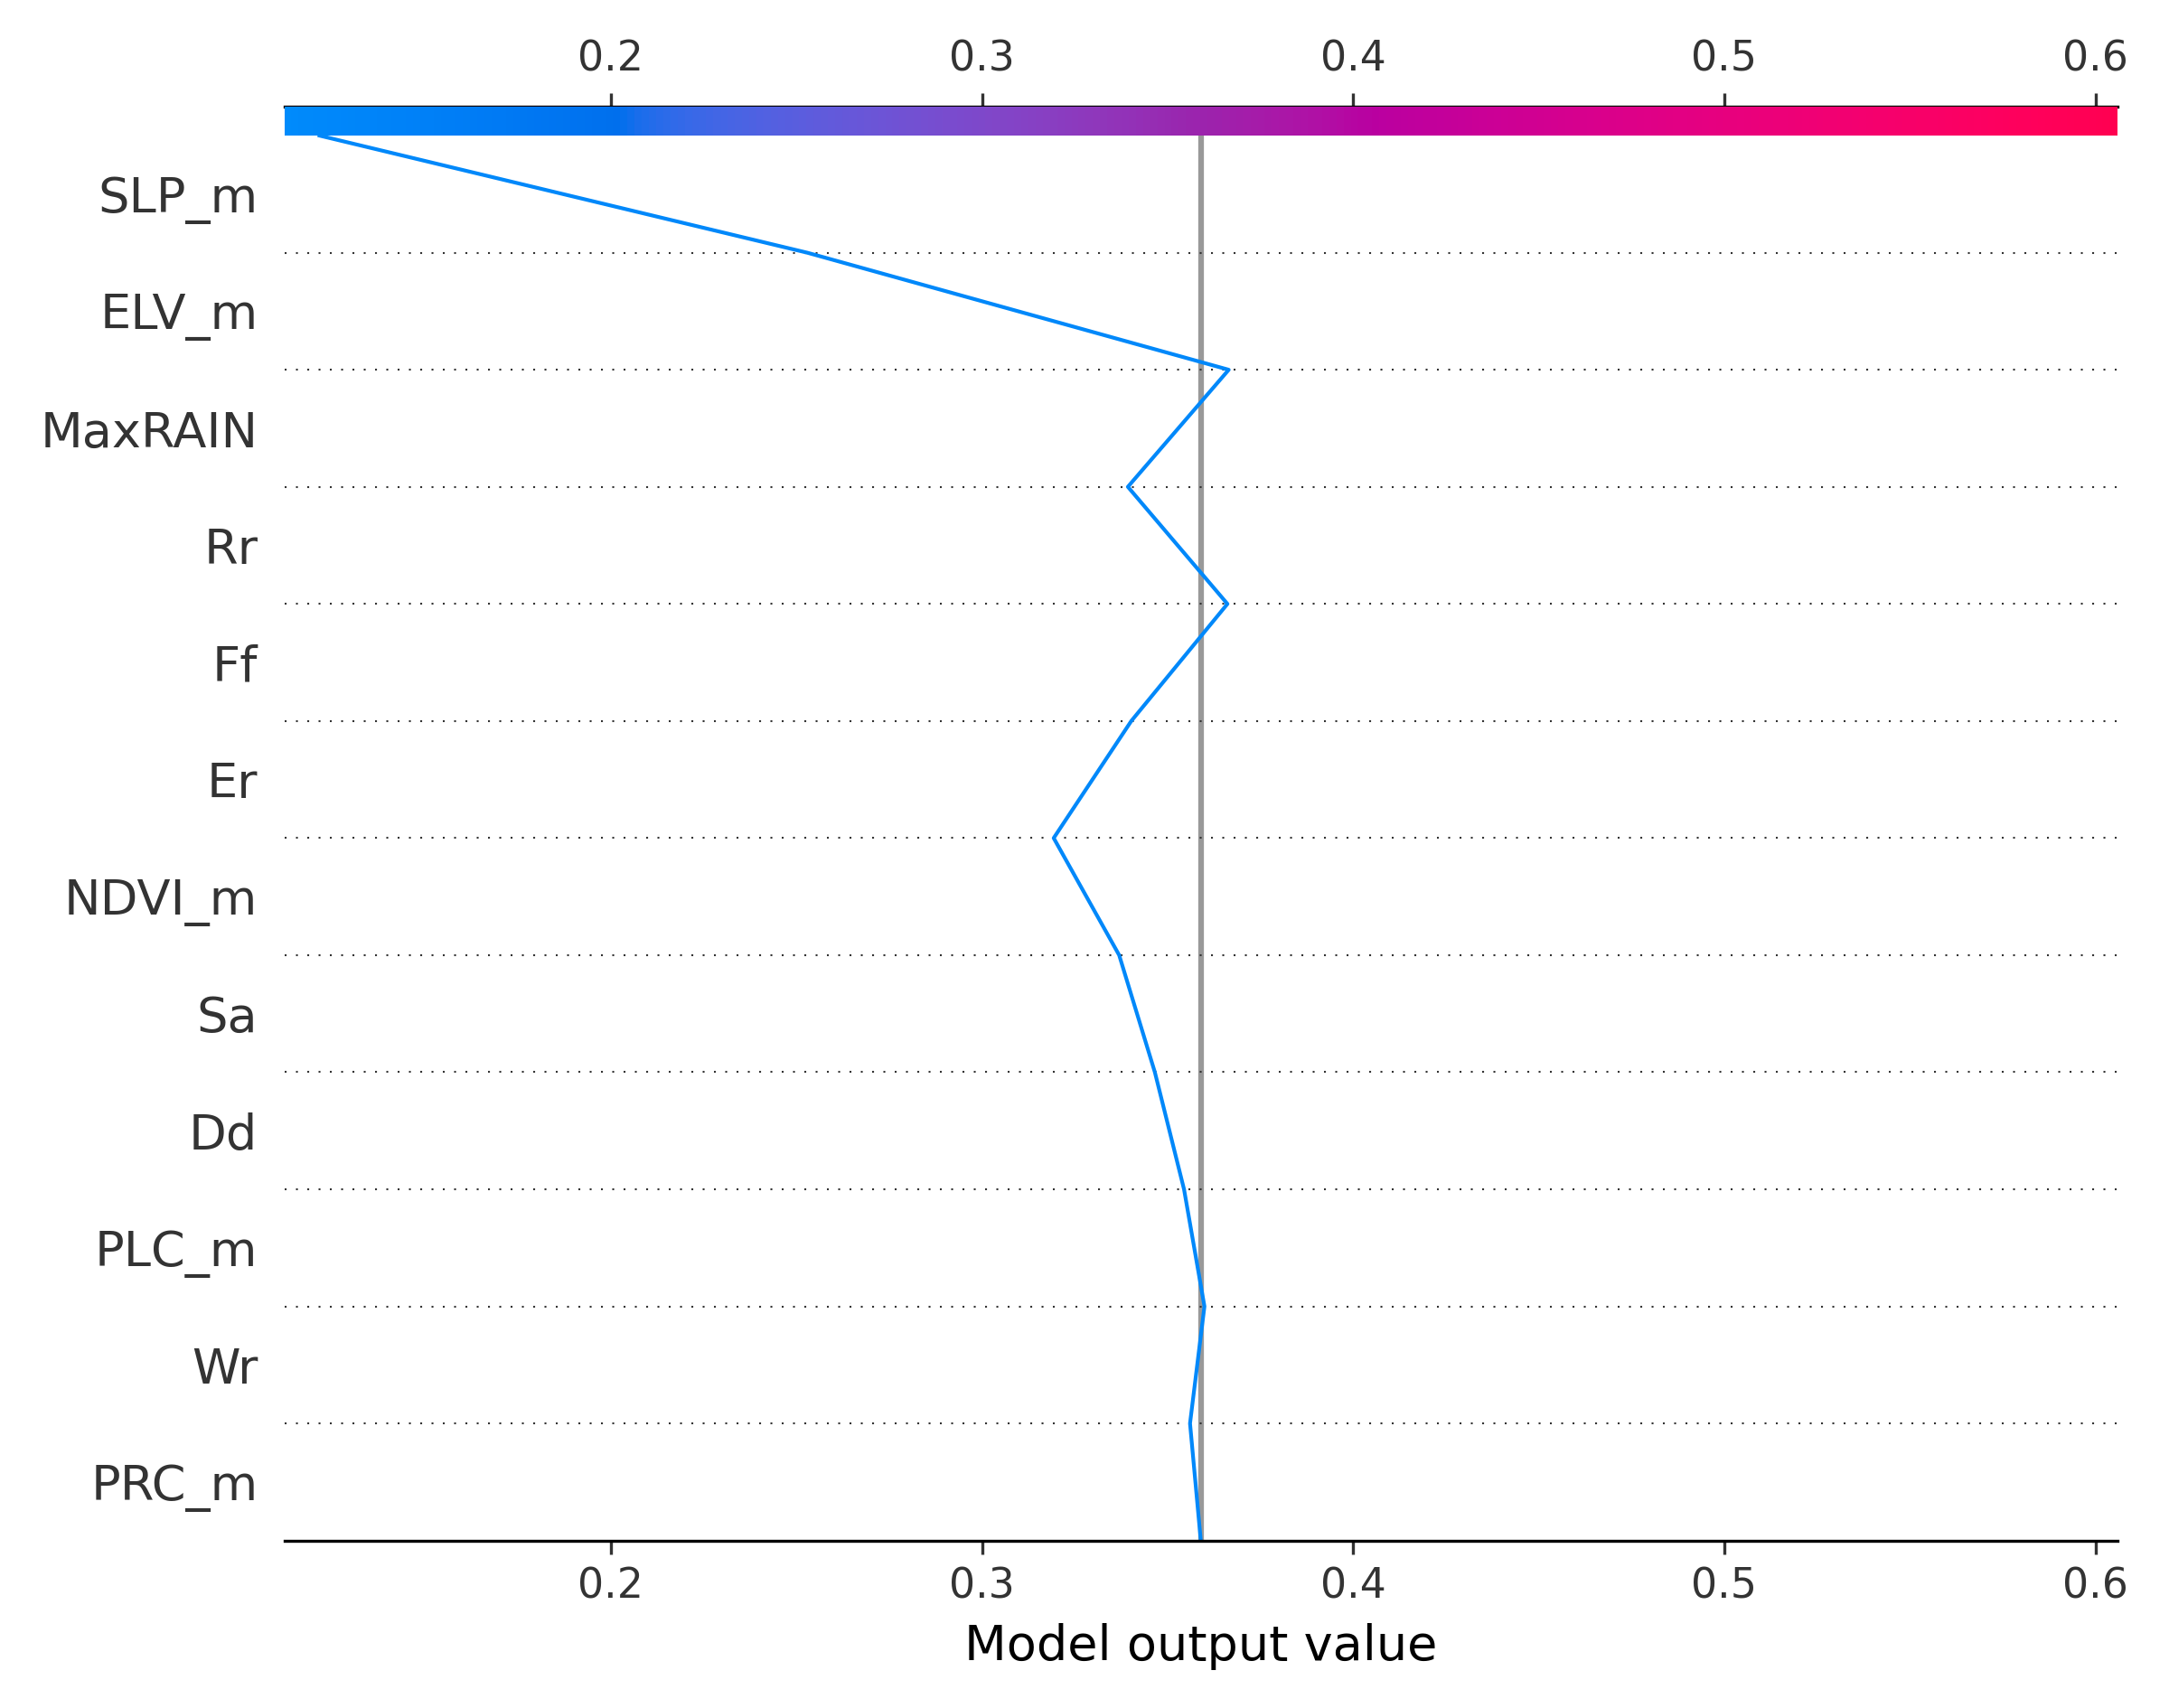 0.2 0.3 0.4 0.5 0.6
SLP_m
ELV_m
MaxRAIN
Rr
Ff
Er
NDVI_m
Sa
Dd
PLC_m
Wr
PRC_m
0.2 0.3 0.4 0.5 0.6
Model output value